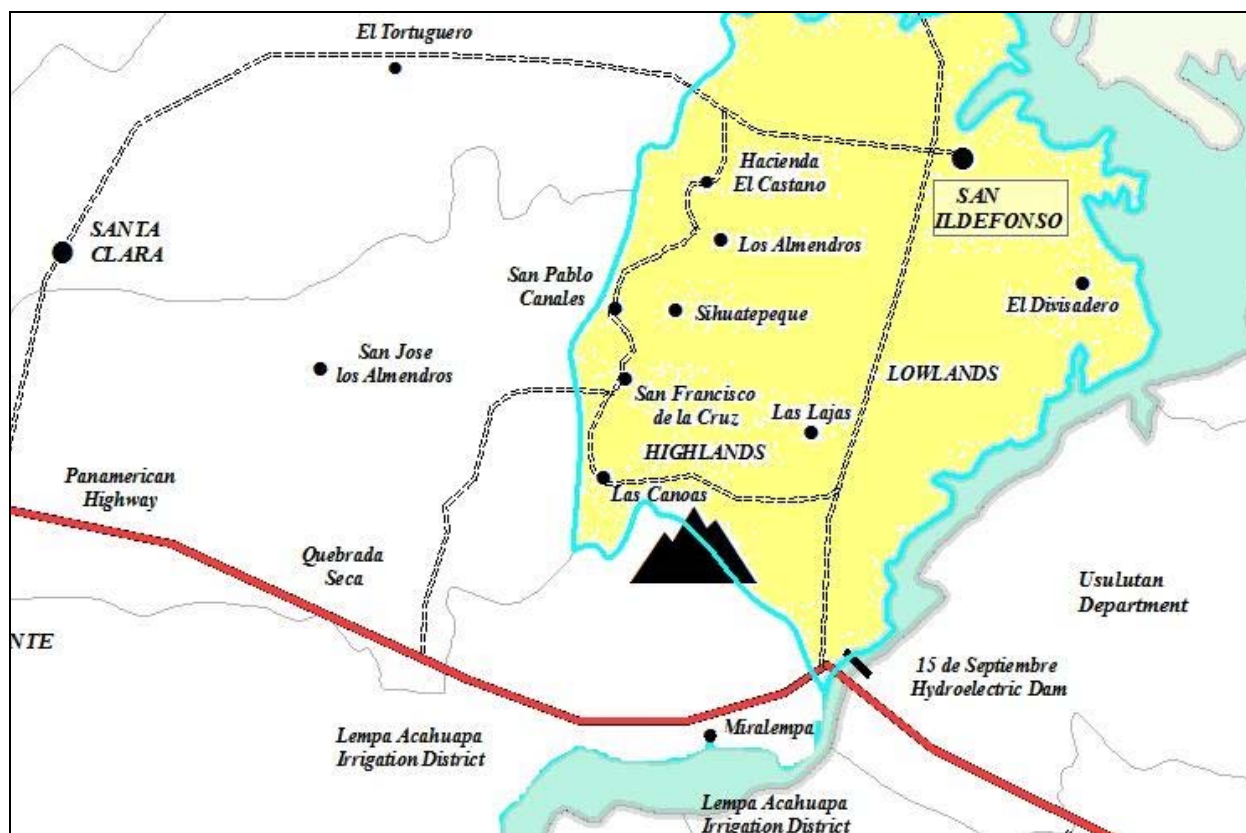 El Tortuguero
Hacienda
El Castano
SAN
ILDEFONSO
SANTA
CLARA
Los Almendros
San Pablo
Canales
Sihuatepeque
El Divisadero
San Jose
los Almendros
LOWLANDS
San Francisco
de la Cruz
Las Lajas
HIGHLANDS
Panamerican
Highway
Las Canoas
Quebrada
Seca
Usulutan
Department
NTE
15 de Septiembre
Hydroelectric Dam
Lempa Acahuapa
Irrigation District
Miralempa
Lempa Acahuapa
Irrigation District